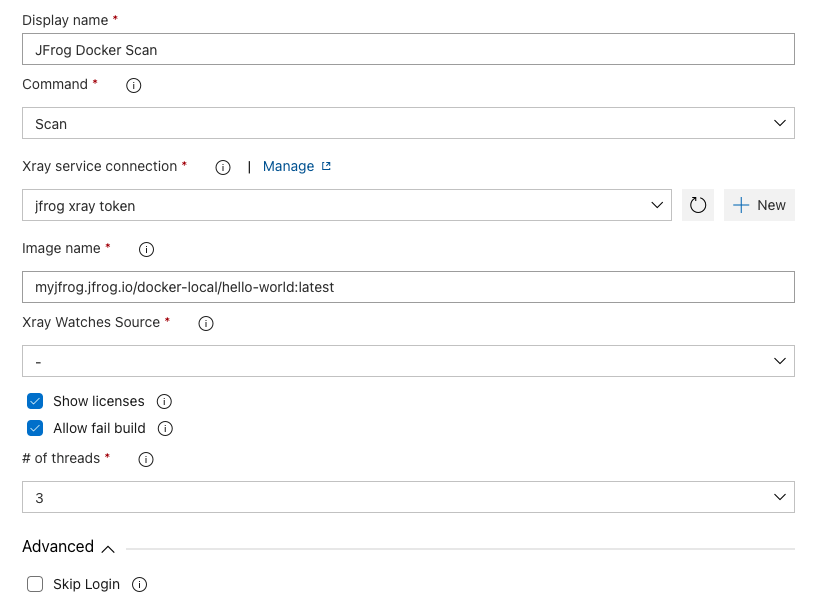 Display name *
JFrog Docker Scan
Command *
Scan
Xray service connection * | Manage
jfrog xray token
New
Image name *
myjfrog.jfrog.io/docker-local/hello-world:latest
Xray Watches Source *
-
Show licenses
Allow fail build
# of threads *
3
Advanced
Skip Login